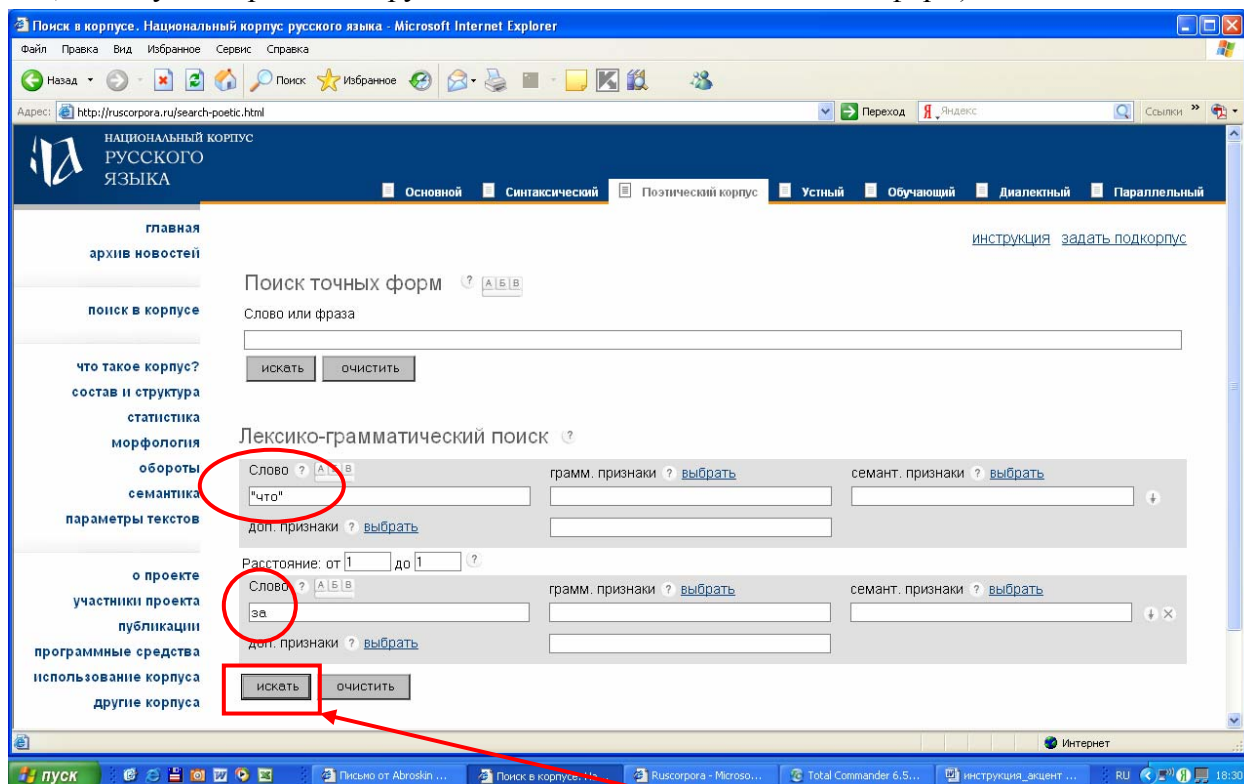 Поиск в корпусе. Национальный корпус русского языка - Microsoft Internet Explorer
Файл Правка Вид Избранное Сервис Справка
Назад Поиск Избранное
Адрес: http://ruscorpora.ru/search-poetic.html Переход Яндекс Ссылки »
НАЦИОНАЛЬНЫЙ КОРПУС
РУССКОГО
ЯЗЫКА
Основной Синтаксический Поэтический корпус Устный Обучающий Диалектный Параллельный
главная
архив новостей
поиск в корпусе
что такое корпус?
состав и структура
статистика
морфология
обороты
семантика
параметры текстов
о проекте
участники проекта
публикации
программные средства
использование корпуса
другие корпуса
инструкция задать подкорпус
Поиск точных форм ? А Б В
Слово или фраза
искать очистить
Лексико-грамматический поиск ?
Слово ? А Б В грамм. признаки ? выбрать семант. признаки ? выбрать
"что"
доп. признаки ? выбрать
Расстояние: от 1 до 1 ?
Слово ? А Б В грамм. признаки ? выбрать семант. признаки ? выбрать
за
доп. признаки ? выбрать
искать очистить
Интернет
пуск Письмо от Abroskin ... Поиск в корпусе. На... Ruscorpora - Microso... Total Commander 6.5... инструкция_акцент ... RU 18:30